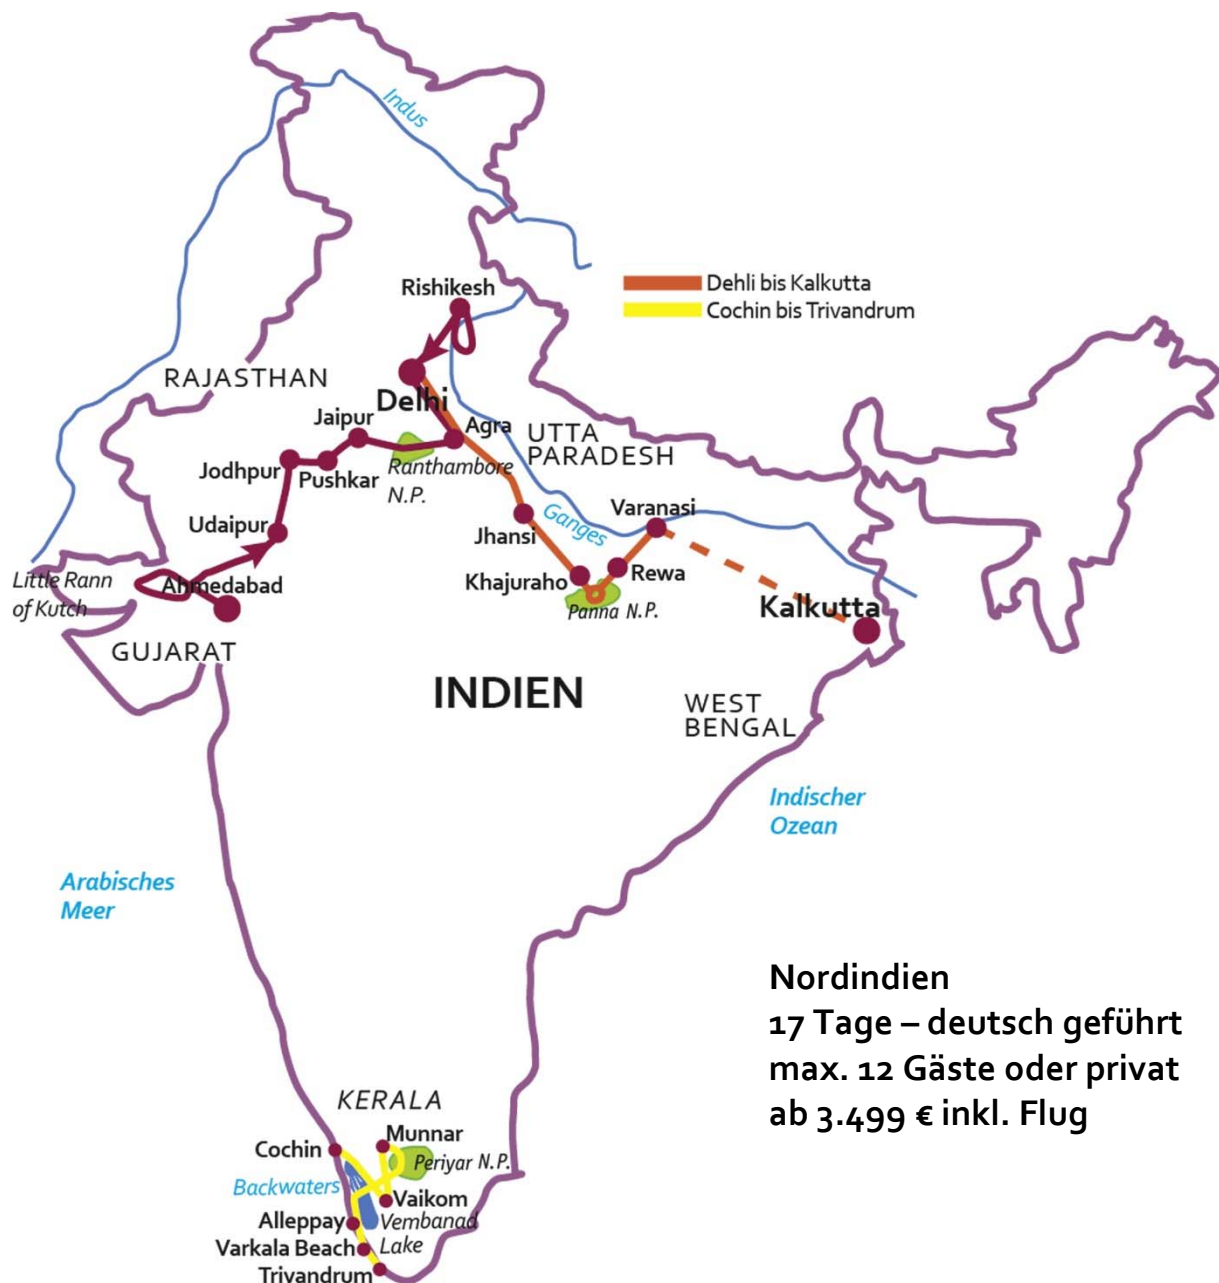 Indus
Rishikesh
Dehli bis Kalkutta
Cochin bis Trivandrum
RAJASTHAN
Delhi
Jaipur
Agra
UTTA
PARADESH
Jodhpur
Pushkar
Ranthambore
N.P.
Udaipur
Jhansi
Ganges
Varanasi
Little Rann
of Kutch
Ahmedabad
Khajuraho
Rewa
Panna N.P.
Kalkutta
GUJARAT
INDIEN
WEST
BENGAL
Indischer
Ozean
Arabisches
Meer
Nordindien
17 Tage – deutsch geführt
max. 12 Gäste oder privat
ab 3.499 € inkl. Flug
KERALA
Cochin
Munnar
Periyar N.P.
Backwaters
Vaikom
Alleppay
Vembanad
Lake
Varkala Beach
Trivandrum